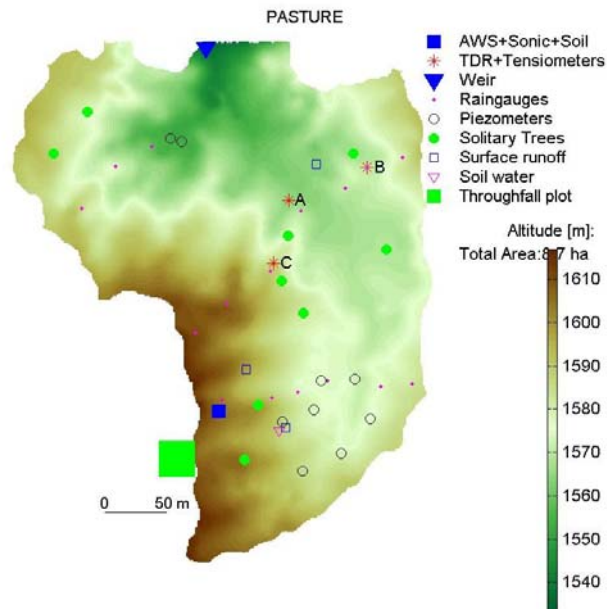 PASTURE
AWS+Sonic+Soil
TDR+Tensiometers
Weir
Raingauges
Piezometers
Solitary Trees
Surface runoff
Soil water
Throughfall plot
B
A
C
Altitude [m]:
Total Area:8.7 ha
1610
1600
1590
1580
1570
1560
1550
1540
0 50 m